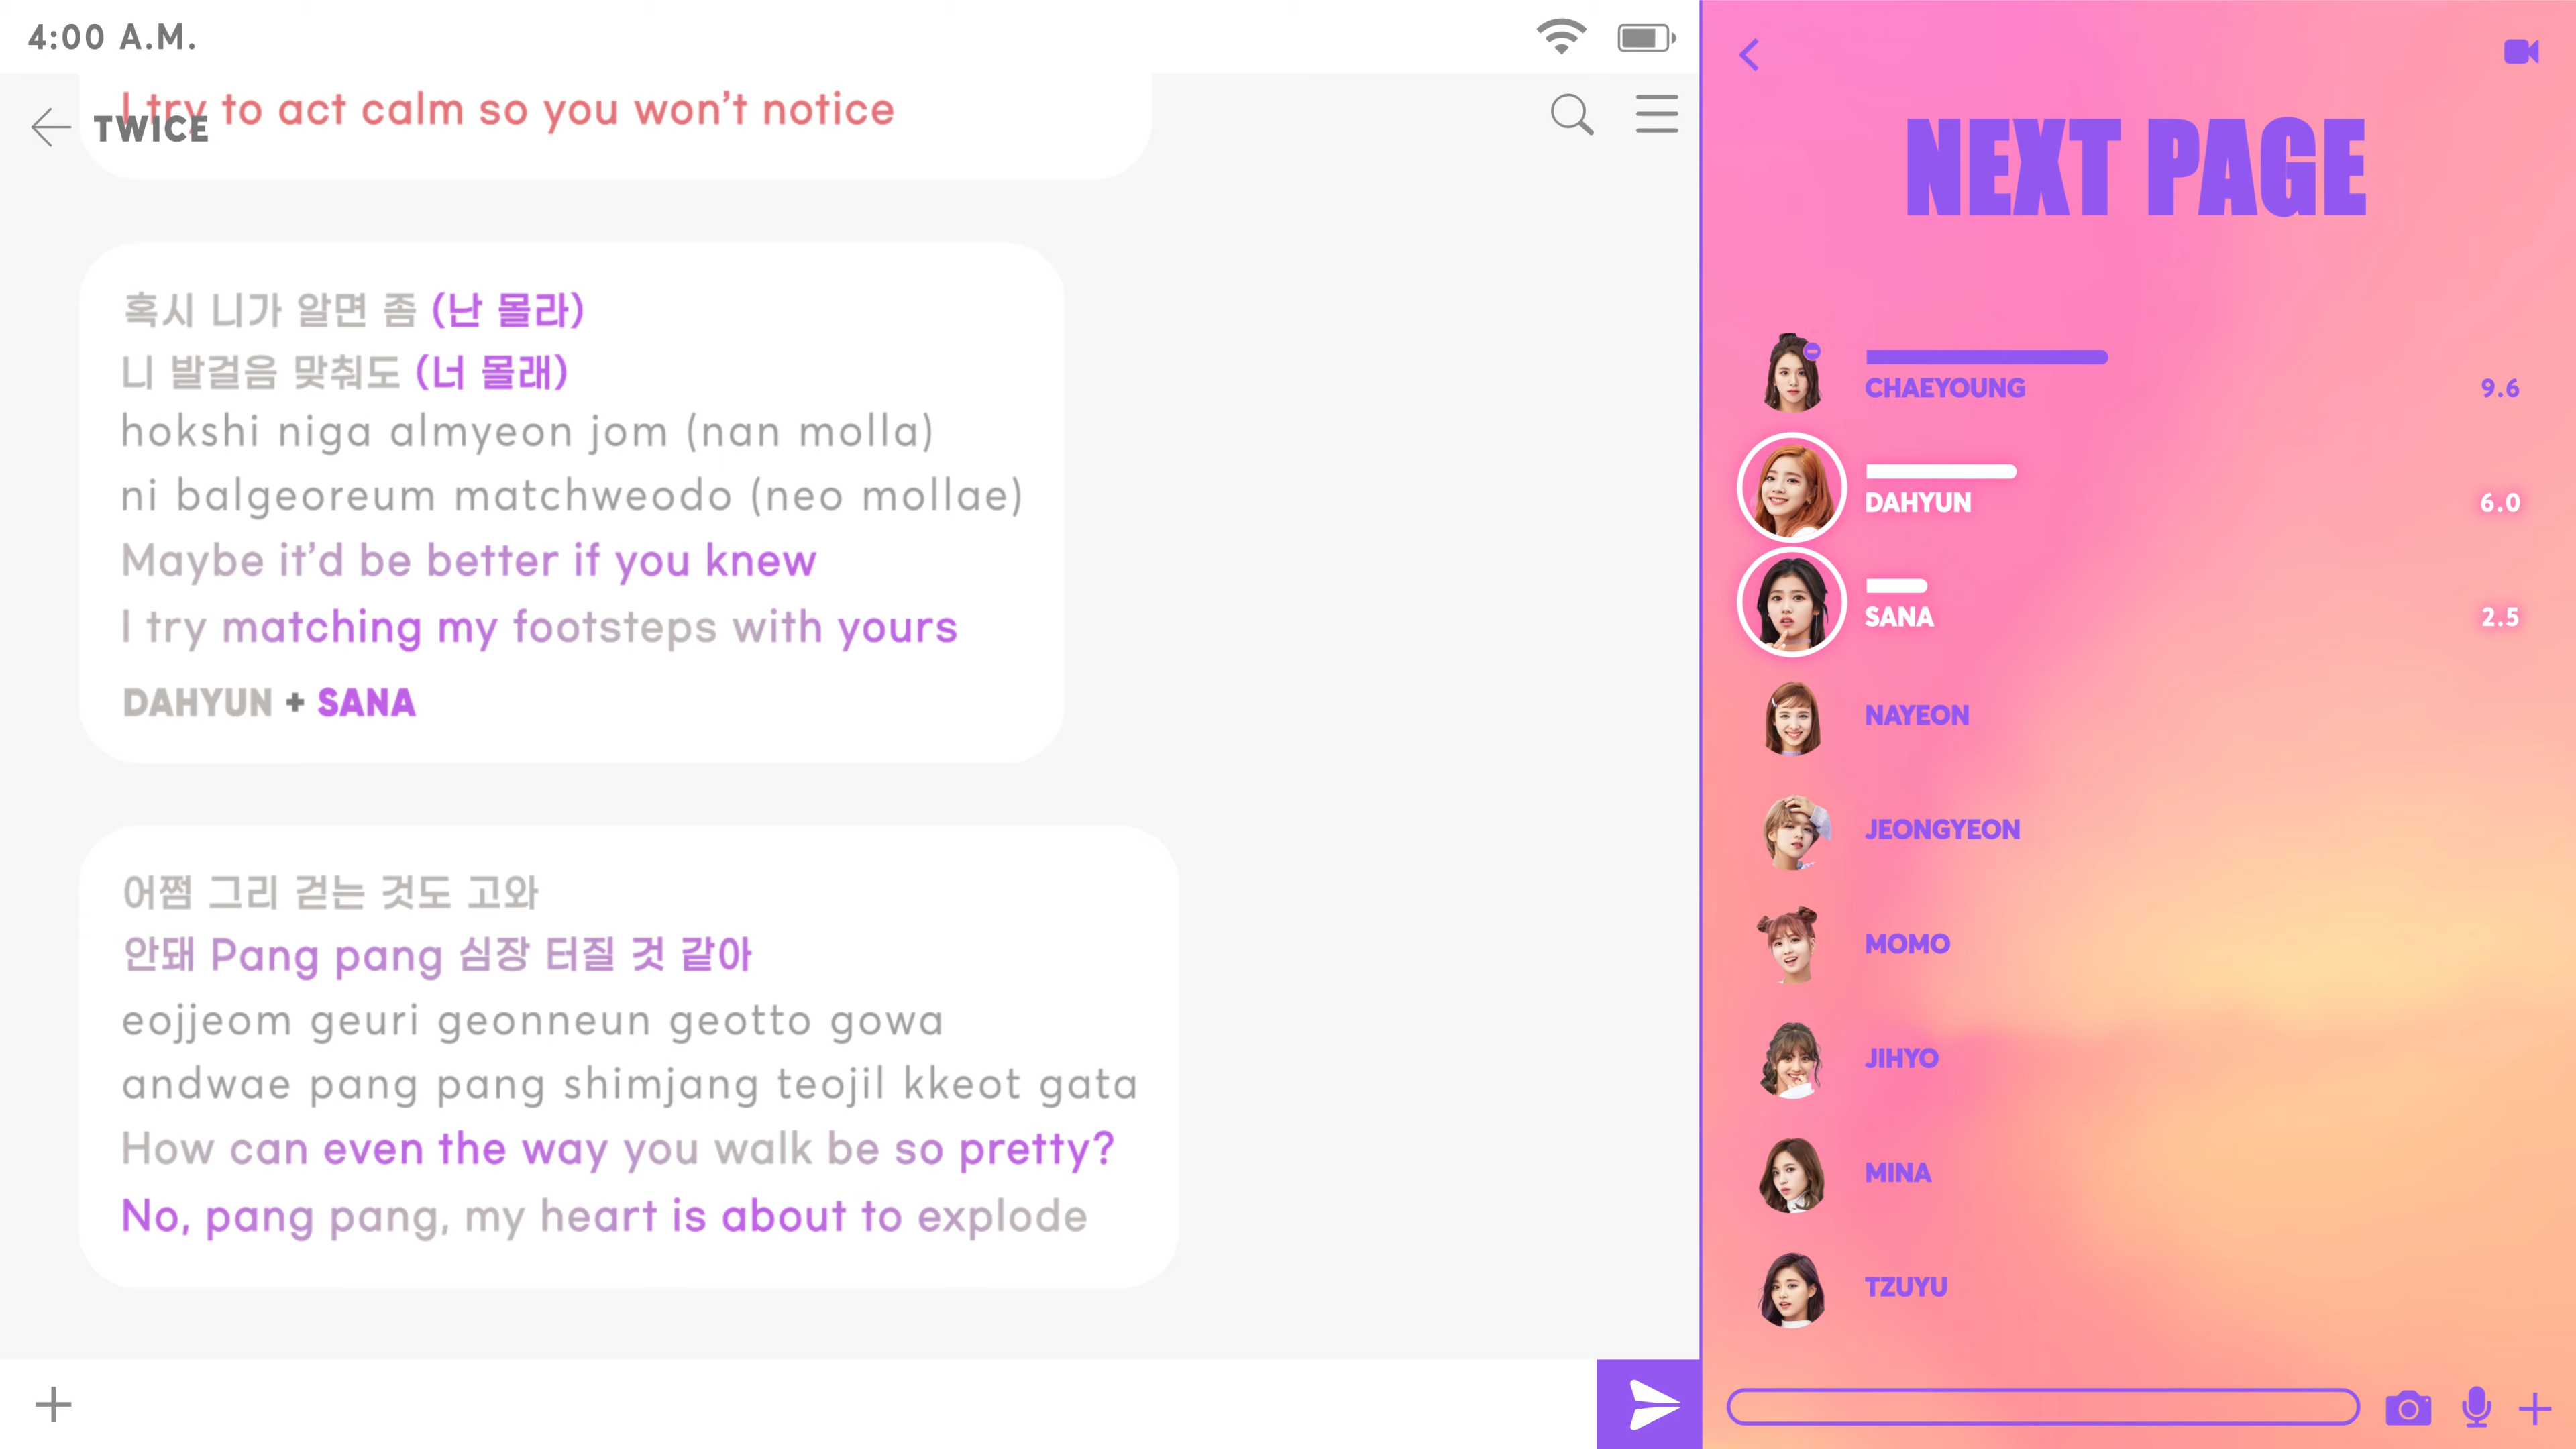 4:00 A.M.
I try to act calm so you won't notice
TWICE
혹시 니가 알면 좀 (난 몰라)
니 발걸음 맞춰도 (너 몰래)
hokshi niga almyeon jom (nan molla)
ni balgeoreum matchweodo (neo mollae)
Maybe it'd be better if you knew
I try matching my footsteps with yours
DAHYUN + SANA
어쩜 그리 걷는 것도 고와
안돼 Pang pang 심장 터질 것 같아
eojjeom geuri geonneun geotto gowa
andwae pang pang shimjang teojil kkeot gata
How can even the way you walk be so pretty?
No, pang pang, my heart is about to explode
NEXT PAGE
CHAEYOUNG 9.6
DAHYUN 6.0
SANA 2.5
NAYEON
JEONGYEON
MOMO
JIHYO
MINA
TZUYU